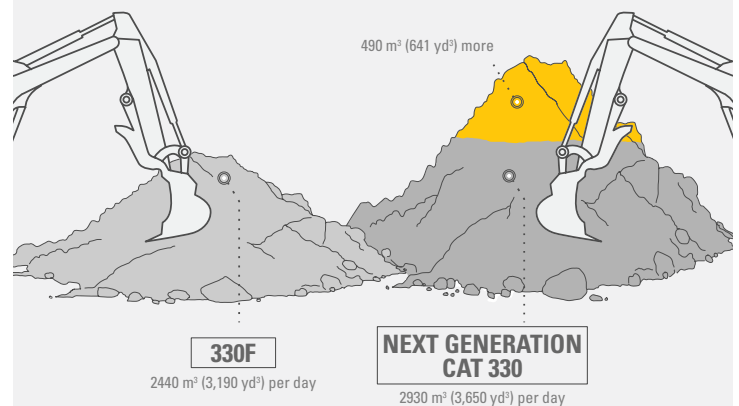 490 m³ (641 yd³) more
330F
2440 m³ (3,190 yd³) per day
NEXT GENERATION
CAT 330
2930 m³ (3,650 yd³) per day